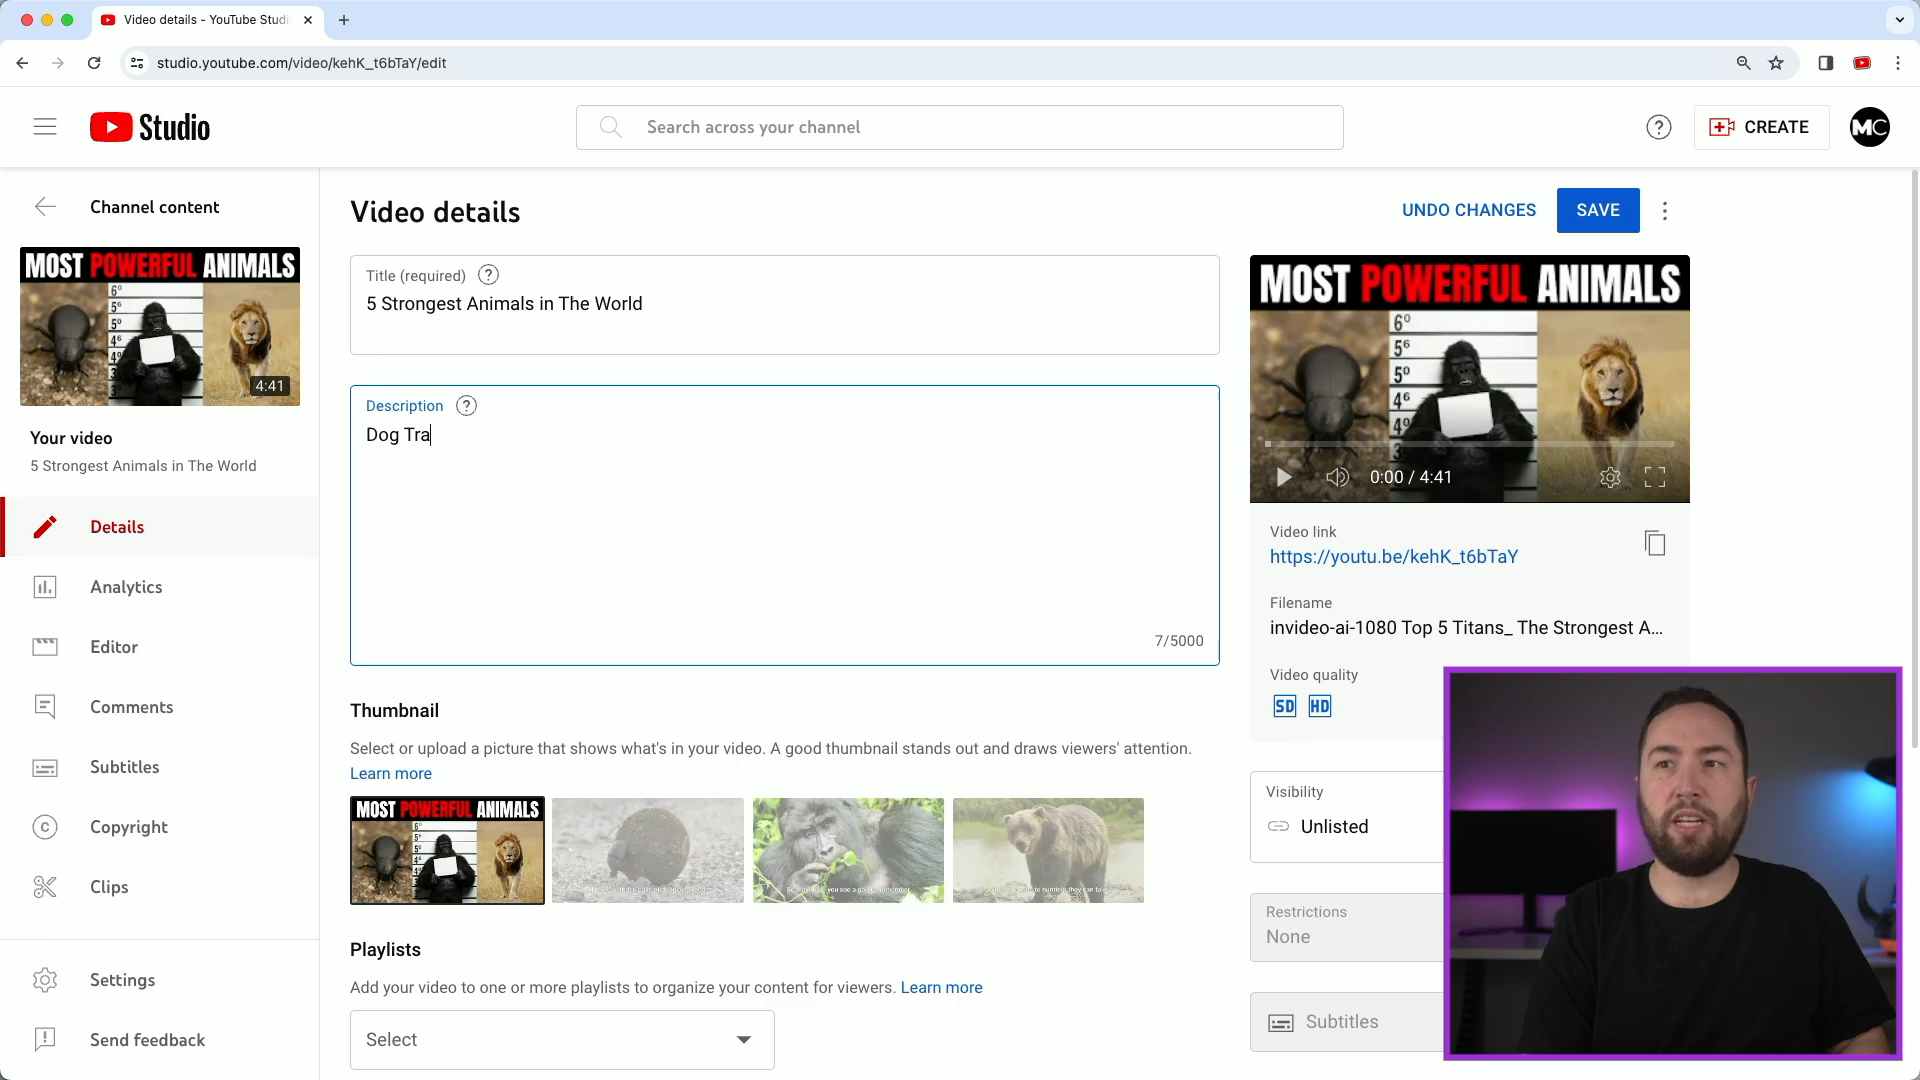 Video details - YouTube Studi
studio.youtube.com/video/kehK_t6bTaY/edit
Studio
Search across your channel
CREATE
MC
Channel content
Video details
UNDO CHANGES
SAVE
MOST POWERFUL ANIMALS
4:41
Your video
5 Strongest Animals in The World
Details
Analytics
Editor
Comments
Subtitles
Copyright
Clips
Settings
Send feedback
Title (required)
5 Strongest Animals in The World
Description
Dog Tra
7/5000
Thumbnail
Select or upload a picture that shows what's in your video. A good thumbnail stands out and draws viewers' attention.
Learn more
MOST POWERFUL ANIMALS
Playlists
Add your video to one or more playlists to organize your content for viewers. Learn more
Select
MOST POWERFUL ANIMALS
0:00 / 4:41
Video link
https://youtu.be/kehK_t6bTaY
Filename
invideo-ai-1080 Top 5 Titans_ The Strongest A...
Video quality
SD HD
Visibility
Unlisted
Restrictions
None
Subtitles